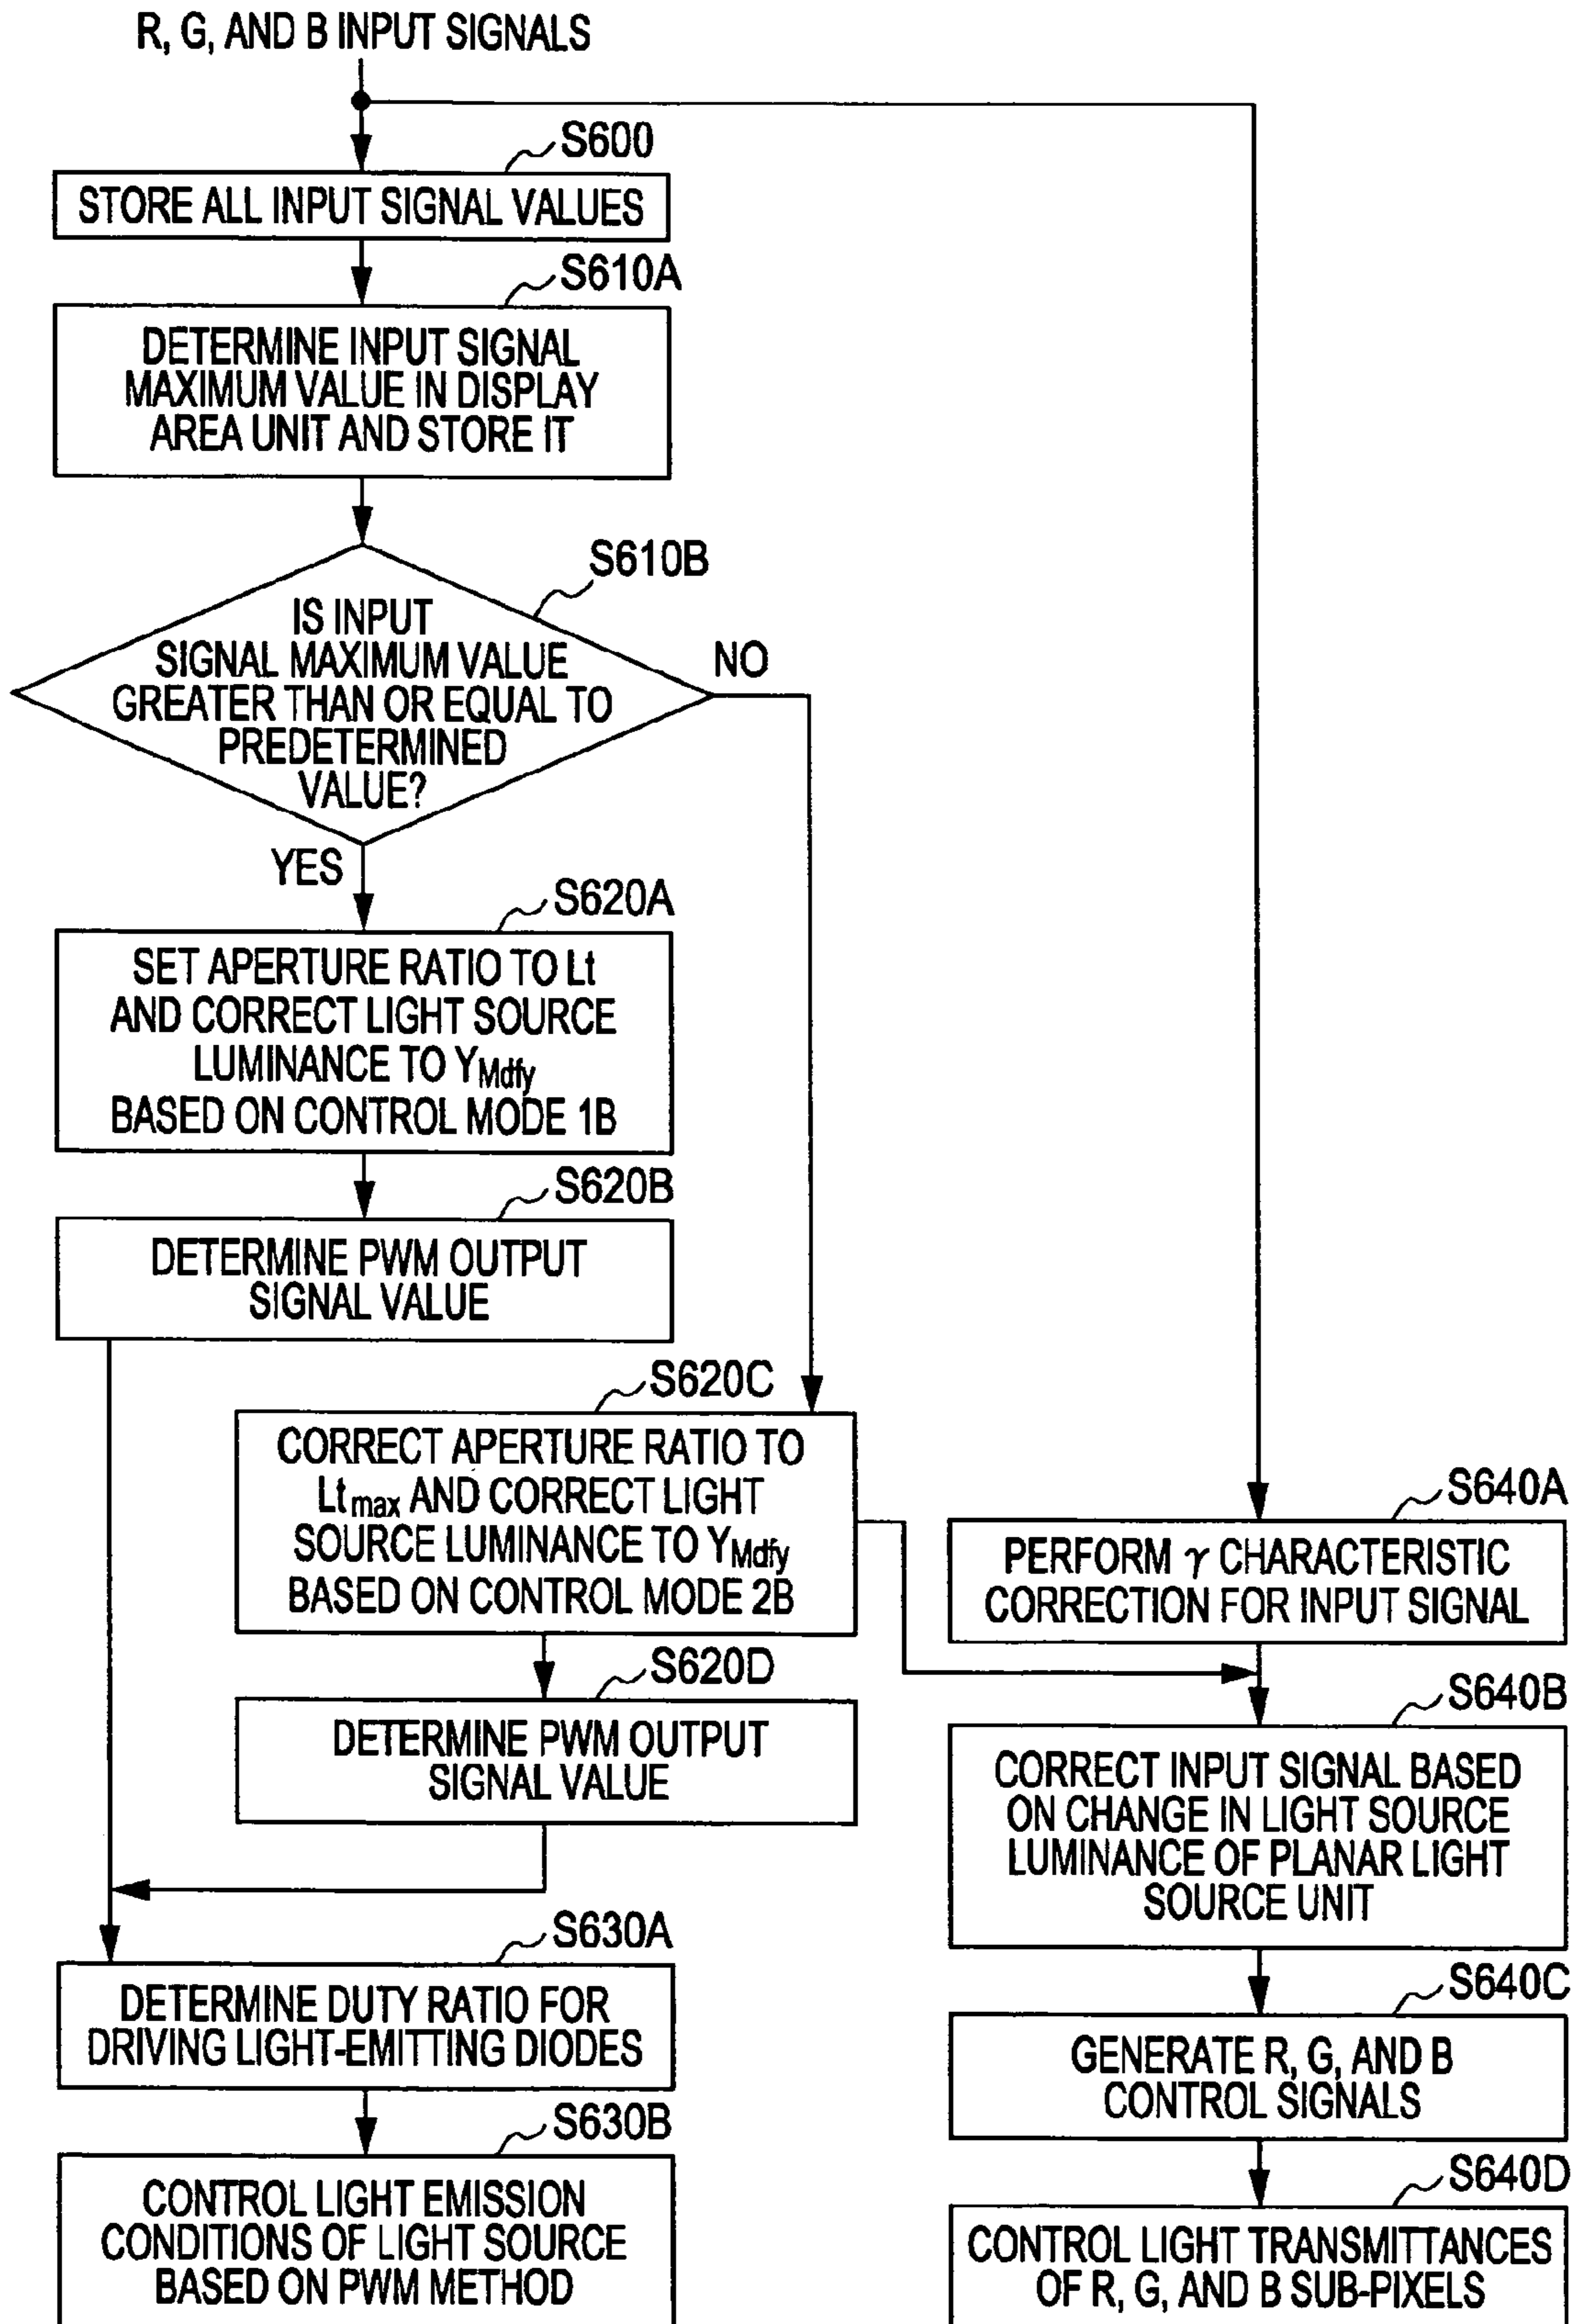 R, G, AND B INPUT SIGNALS
S600
STORE ALL INPUT SIGNAL VALUES
S610A
DETERMINE INPUT SIGNAL
MAXIMUM VALUE IN DISPLAY
AREA UNIT AND STORE IT
S610B
IS INPUT
SIGNAL MAXIMUM VALUE
GREATER THAN OR EQUAL TO
PREDETERMINED
VALUE?
NO
YES
S620A
SET APERTURE RATIO TO Lt
AND CORRECT LIGHT SOURCE
LUMINANCE TO YMdfy
BASED ON CONTROL MODE 1B
S620B
DETERMINE PWM OUTPUT
SIGNAL VALUE
S620C
CORRECT APERTURE RATIO TO
Ltmax AND CORRECT LIGHT
SOURCE LUMINANCE TO YMdfy
BASED ON CONTROL MODE 2B
S620D
DETERMINE PWM OUTPUT
SIGNAL VALUE
S630A
DETERMINE DUTY RATIO FOR
DRIVING LIGHT-EMITTING DIODES
S630B
CONTROL LIGHT EMISSION
CONDITIONS OF LIGHT SOURCE
BASED ON PWM METHOD
S640A
PERFORM γ CHARACTERISTIC
CORRECTION FOR INPUT SIGNAL
S640B
CORRECT INPUT SIGNAL BASED
ON CHANGE IN LIGHT SOURCE
LUMINANCE OF PLANAR LIGHT
SOURCE UNIT
S640C
GENERATE R, G, AND B
CONTROL SIGNALS
S640D
CONTROL LIGHT TRANSMITTANCES
OF R, G, AND B SUB-PIXELS